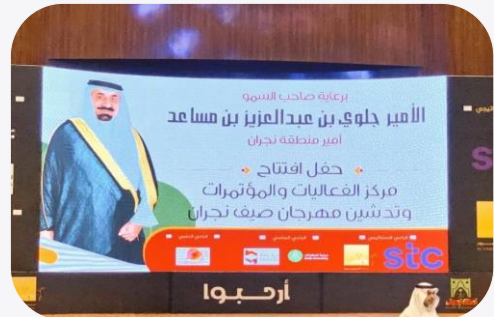 برعاية صاحب السمو
الأمير جلوي بن عبدالعزيز بن مساعد
أمير منطقة نجران
حفل افتتاح
مركز الفعاليات والمؤتمرات
وتدشين مهرجان صيف نجران
stc
أرحبوا